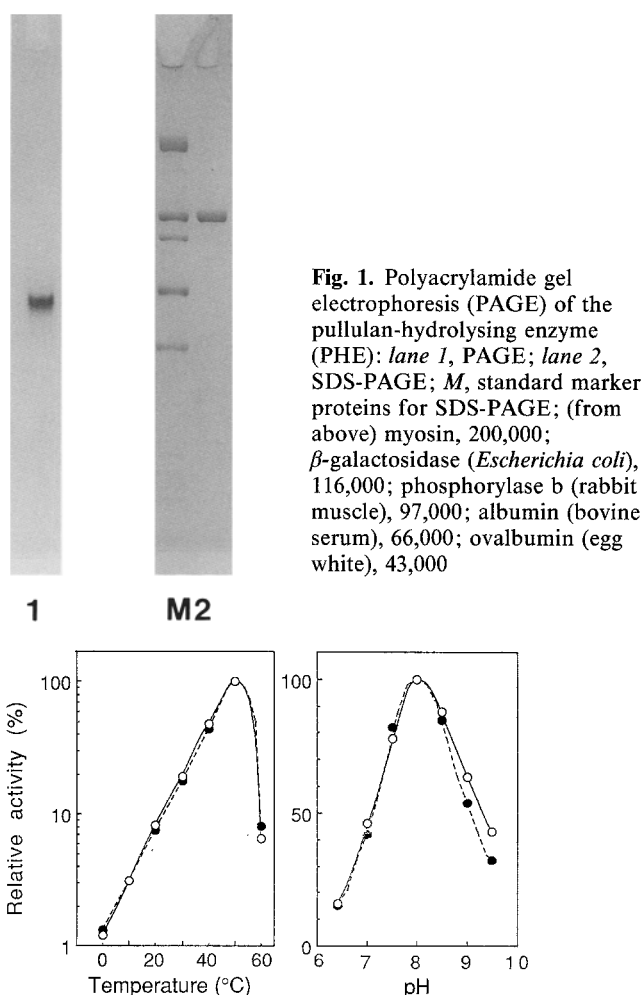 Fig. 1. Polyacrylamide gel
electrophoresis (PAGE) of the
pullulan-hydrolysing enzyme
(PHE): lane 1, PAGE; lane 2,
SDS-PAGE; M, standard marker
proteins for SDS-PAGE; (from
above) myosin, 200,000;
β-galactosidase (Escherichia coli),
116,000; phosphorylase b (rabbit
muscle), 97,000; albumin (bovine
serum), 66,000; ovalbumin (egg
white), 43,000
1 M2
Relative activity (%)
100
10
1
0 20 40 60
Temperature (°C)
100
50
0
6 7 8 9 10
pH